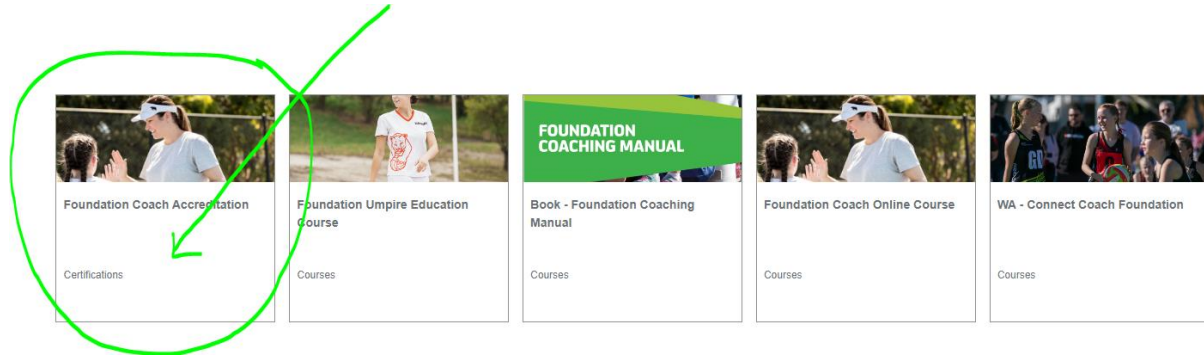 FOUNDATION
COACHING MANUAL
Foundation Coach Accreditation
Certifications
Foundation Umpire Education
Course
Courses
Book - Foundation Coaching
Manual
Courses
Foundation Coach Online Course
Courses
WA - Connect Coach Foundation
Courses
GD